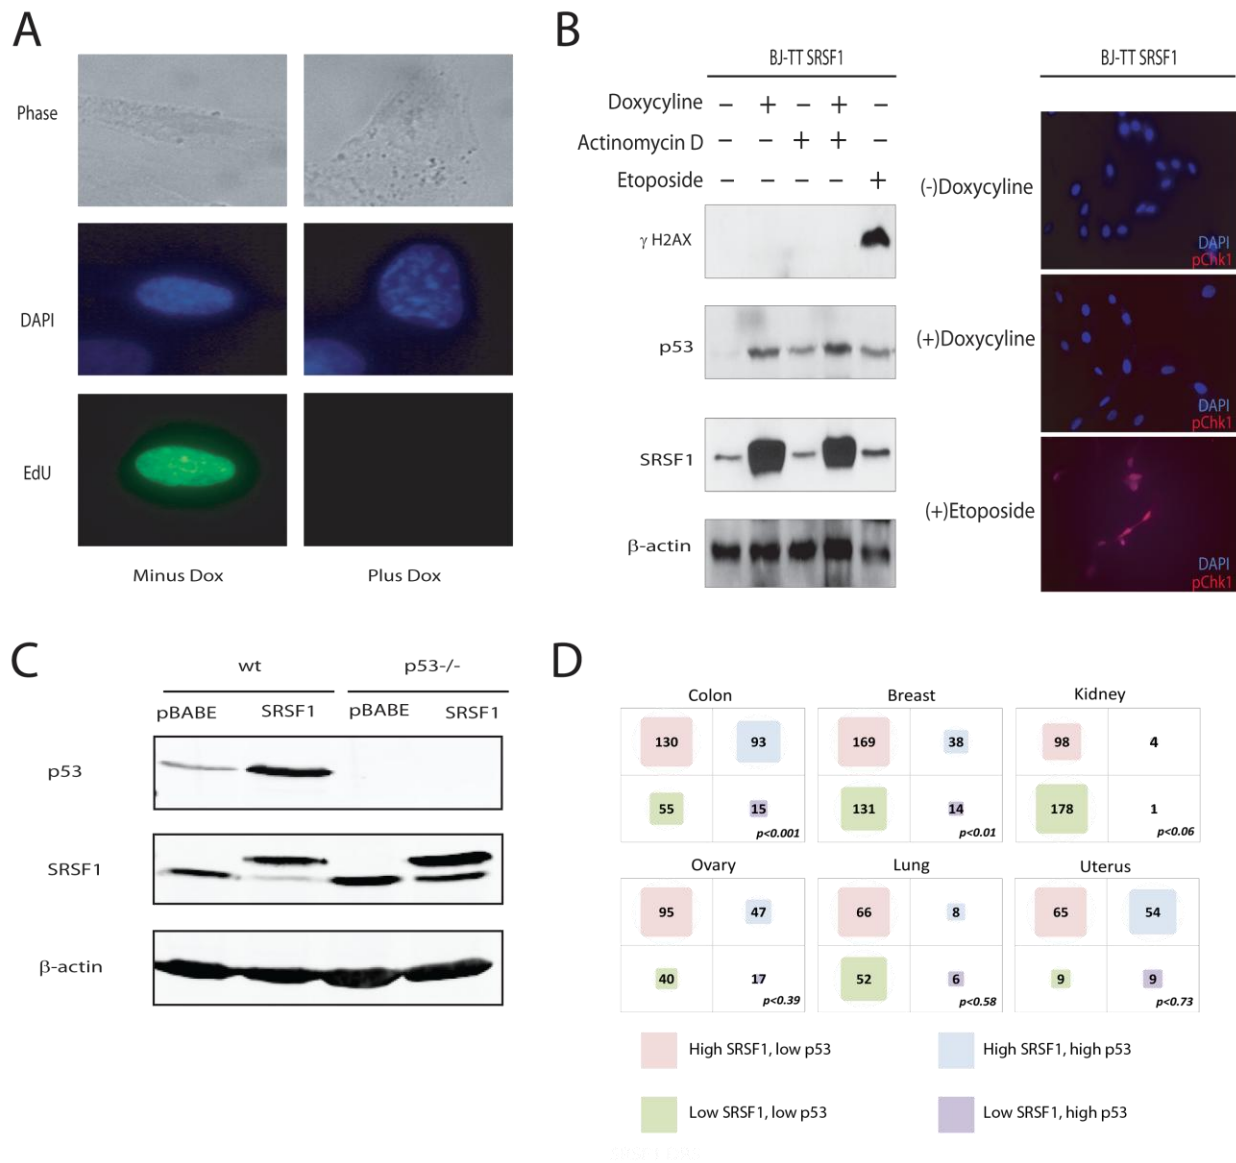 A
Phase
DAPI
EdU
Minus Dox
Plus Dox
B
BJ-TT SRSF1
Doxycyline – + – + –
Actinomycin D – – + + –
Etoposide – – – – +
γ H2AX
p53
SRSF1
β-actin
BJ-TT SRSF1
(-)Doxycyline
DAPI
pChk1
(+)Doxycyline
DAPI
pChk1
(+)Etoposide
DAPI
pChk1
C
wt p53-/-
pBABE SRSF1 pBABE SRSF1
p53
SRSF1
β-actin
D
Colon
130 93
55 15
p<0.001
Breast
169 38
131 14
p<0.01
Kidney
98 4
178 1
p<0.06
Ovary
95 47
40 17
p<0.39
Lung
66 8
52 6
p<0.58
Uterus
65 54
9 9
p<0.73
High SRSF1, low p53
High SRSF1, high p53
Low SRSF1, low p53
Low SRSF1, high p53